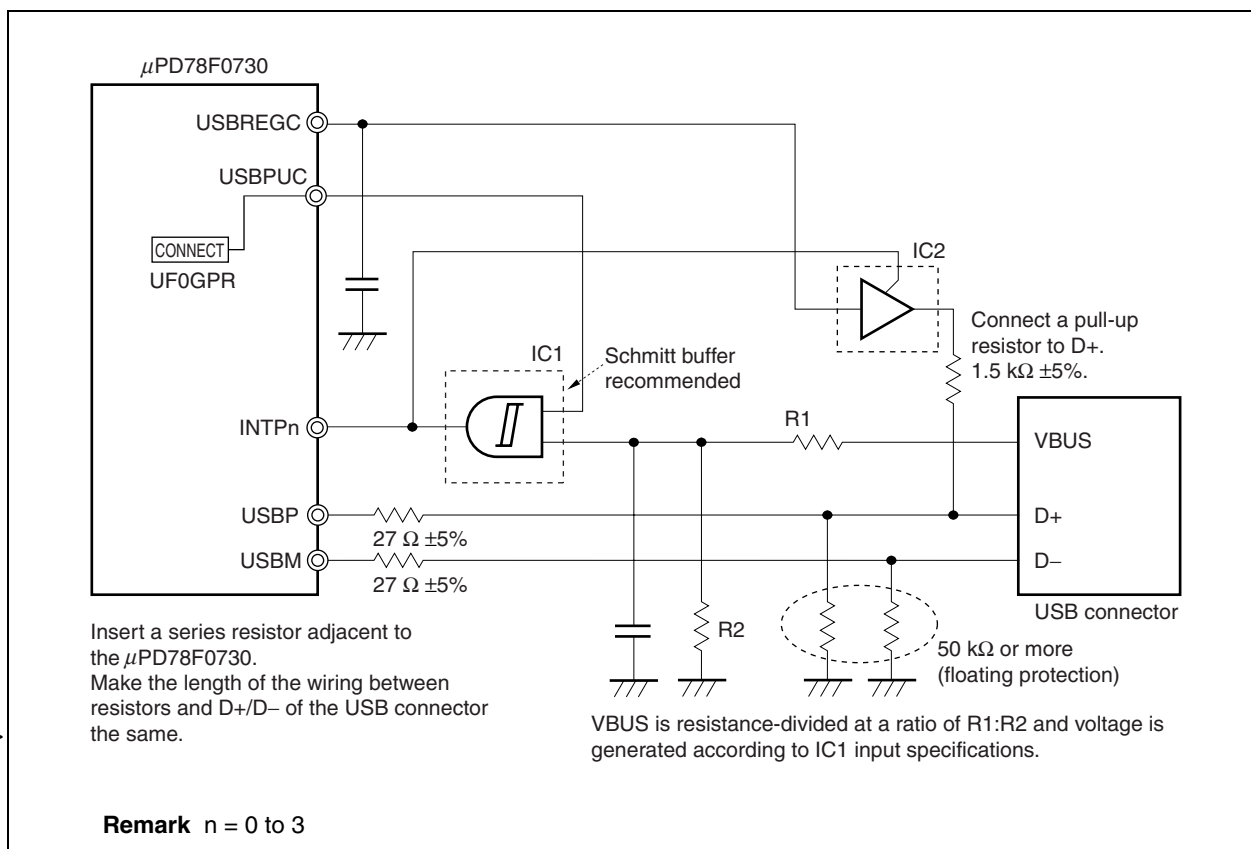 μPD78F0730
USBREGC
USBPUC
CONNECT
UF0GPR
IC2
Connect a pull-up
resistor to D+.
1.5 kΩ ±5%.
IC1
Schmitt buffer
recommended
INTPn
R1
VBUS
USBP
27 Ω ±5%
D+
USBM
27 Ω ±5%
D−
USB connector
R2
50 kΩ or more
(floating protection)
Insert a series resistor adjacent to
the μPD78F0730.
Make the length of the wiring between
resistors and D+/D− of the USB connector
the same.
VBUS is resistance-divided at a ratio of R1:R2 and voltage is
generated according to IC1 input specifications.
Remark n = 0 to 3